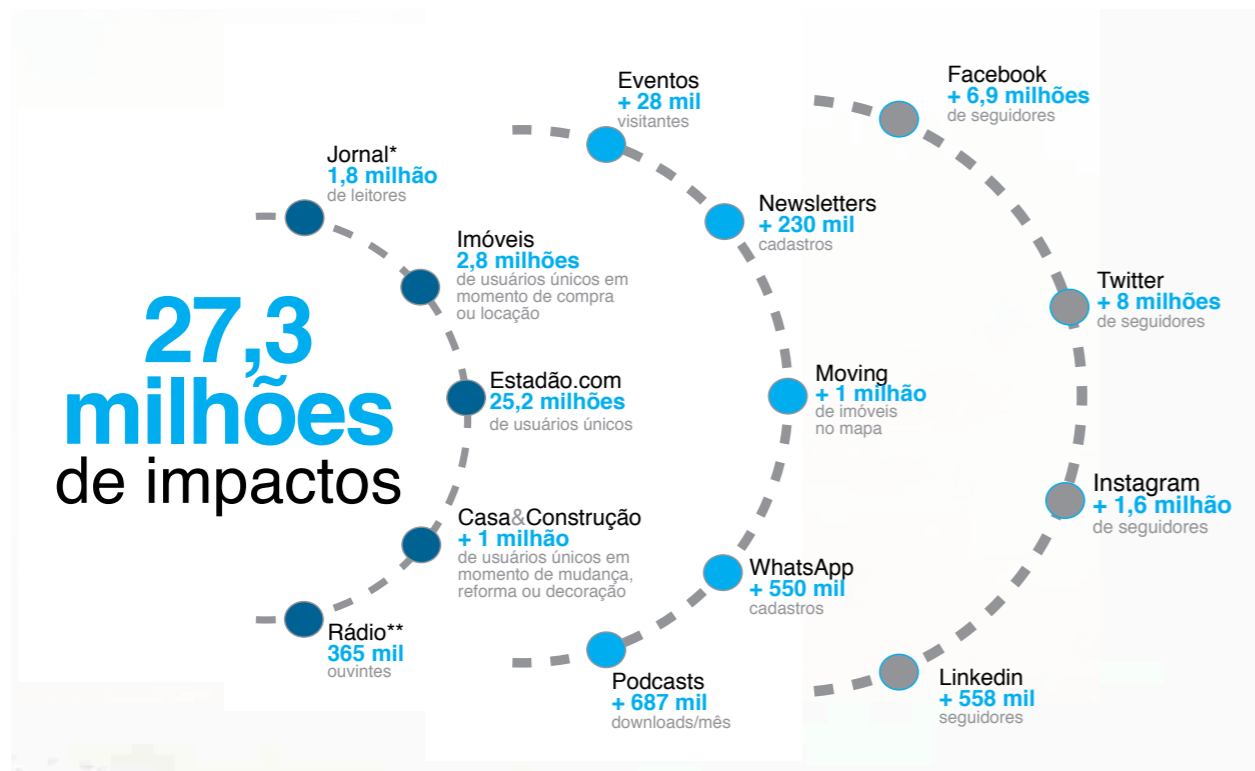 27,3
milhões
de impactos
Jornal*
1,8 milhão
de leitores
Imóveis
2,8 milhões
de usuários únicos em
momento de compra
ou locação
Estadão.com
25,2 milhões
de usuários únicos
Casa&Construção
+ 1 milhão
de usuários únicos em
momento de mudança,
reforma ou decoração
Rádio**
365 mil
ouvintes
Eventos
+ 28 mil
visitantes
Newsletters
+ 230 mil
cadastros
Moving
+ 1 milhão
de imóveis
no mapa
WhatsApp
+ 550 mil
cadastros
Podcasts
+ 687 mil
downloads/mês
Facebook
+ 6,9 milhões
de seguidores
Twitter
+ 8 milhões
de seguidores
Instagram
+ 1,6 milhão
de seguidores
Linkedin
+ 558 mil
seguidores